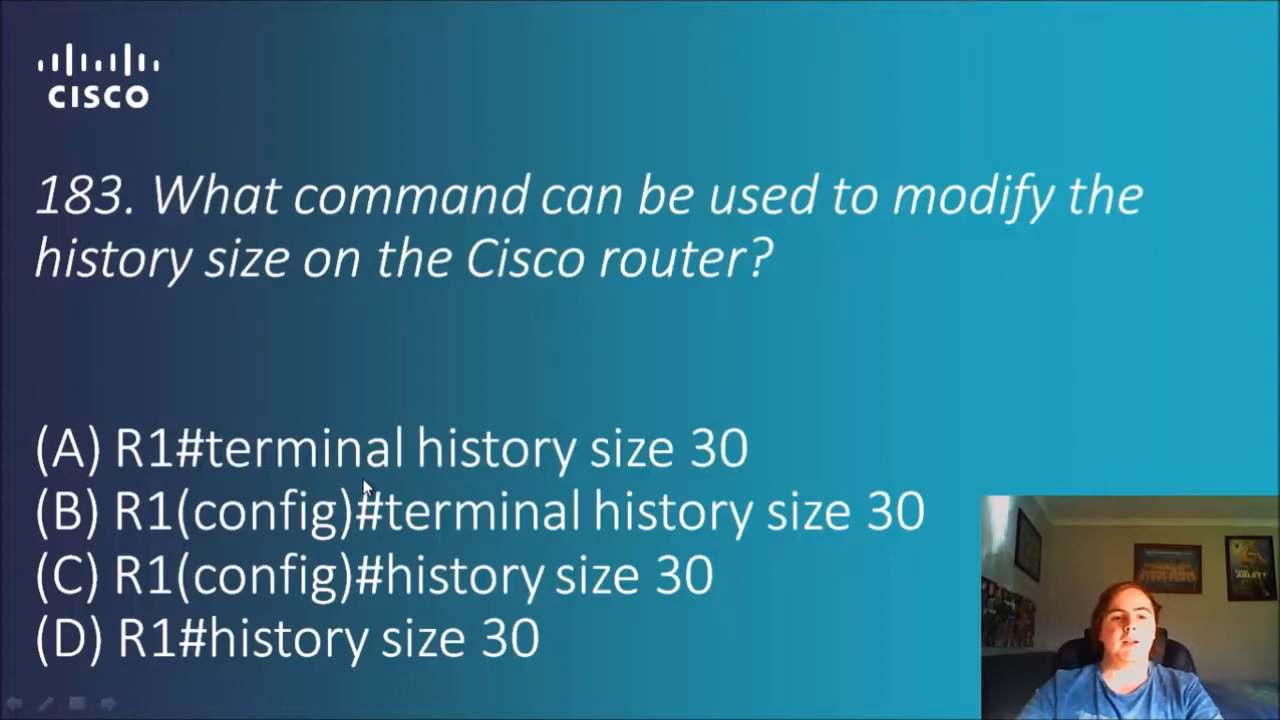 CISCO
183. What command can be used to modify the
history size on the Cisco router?
(A) R1#terminal history size 30
(B) R1(config)#terminal history size 30
(C) R1(config)#history size 30
(D) R1#history size 30
ABLETT